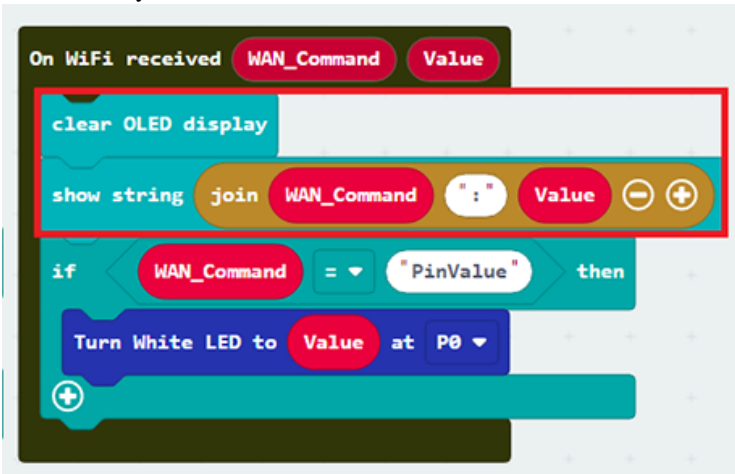 On WiFi received WAN_Command Value
clear OLED display
show string join WAN_Command ":" Value
if WAN_Command = "PinValue" then
Turn White LED to Value at P0